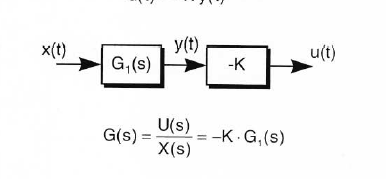 x(t)
G₁(s)
y(t)
-K
u(t)
G(s) = U(s) / X(s) = -K · G₁(s)